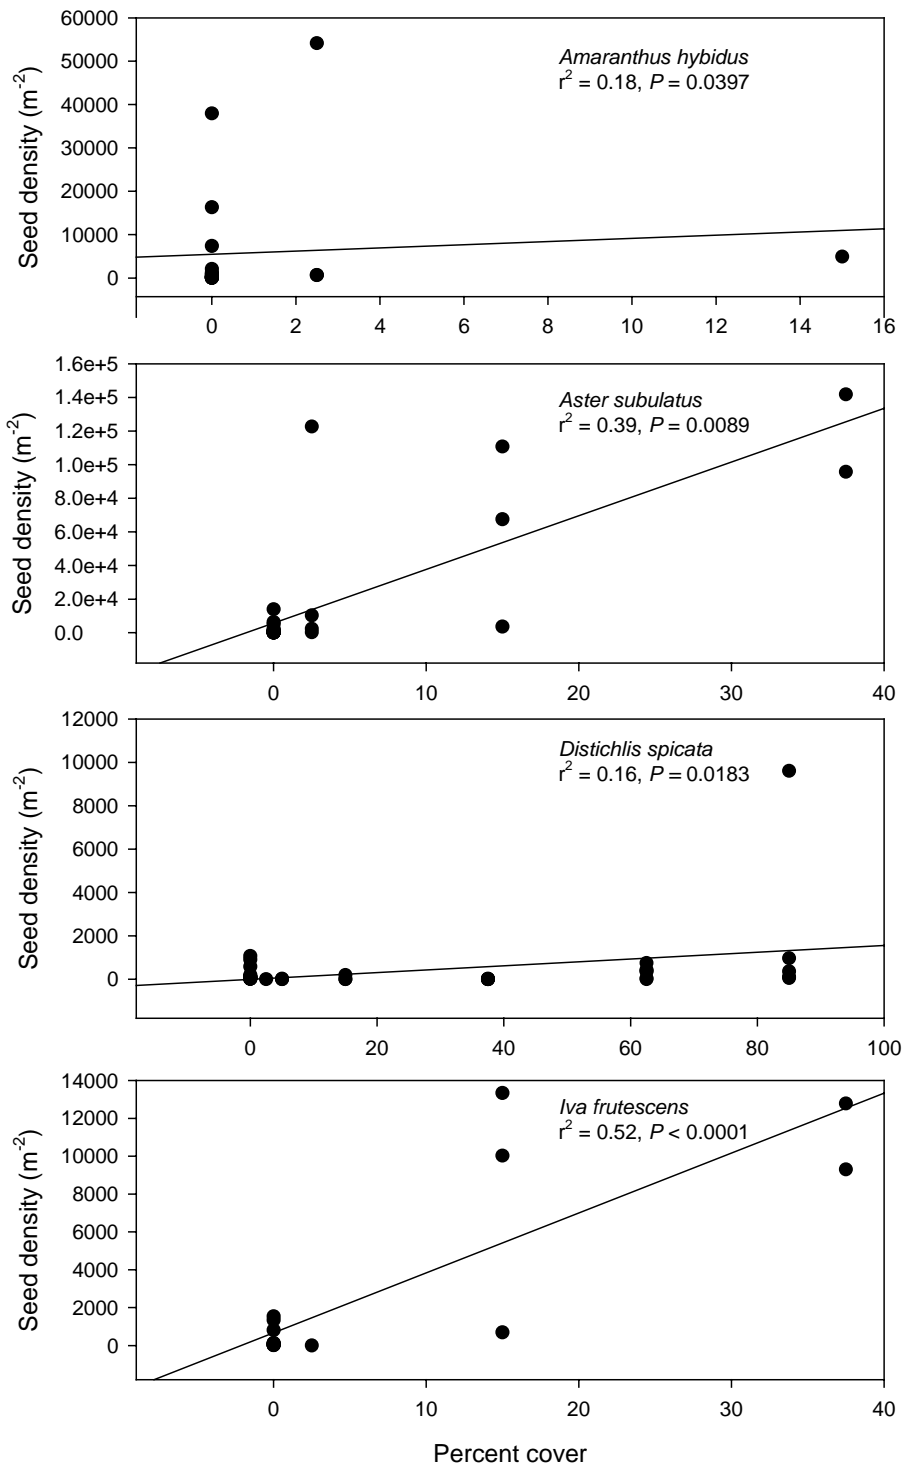 60000
50000
40000
30000
20000
10000
0
Seed density (m⁻²)
Amaranthus hybidus
r² = 0.18, P = 0.0397
0 2 4 6 8 10 12 14 16
1.6e+5
1.4e+5
1.2e+5
1.0e+5
8.0e+4
6.0e+4
4.0e+4
2.0e+4
0.0
Seed density (m⁻²)
Aster subulatus
r² = 0.39, P = 0.0089
0 10 20 30 40
12000
10000
8000
6000
4000
2000
0
Seed density (m⁻²)
Distichlis spicata
r² = 0.16, P = 0.0183
0 20 40 60 80 100
14000
12000
10000
8000
6000
4000
2000
0
Seed density (m⁻²)
Iva frutescens
r² = 0.52, P < 0.0001
0 10 20 30 40
Percent cover